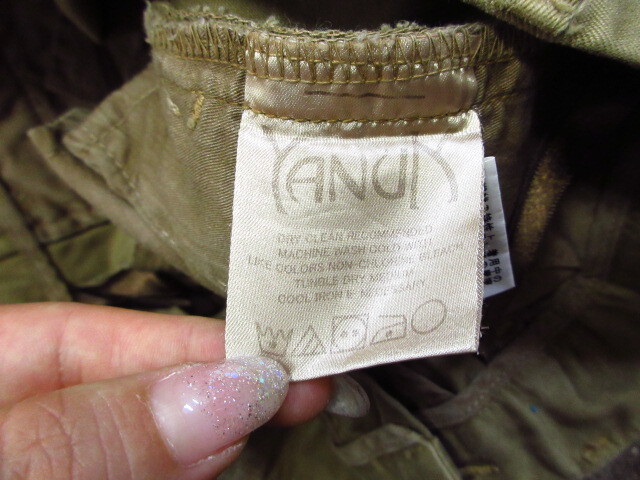 YANUK
DRY CLEAN RECOMMENDED
MACHINE WASH COLD WITH
LIKE COLORS NON-CHLORINE BLEACH
TUMBLE DRY MEDIUM
COOL IRON IF NECESSARY